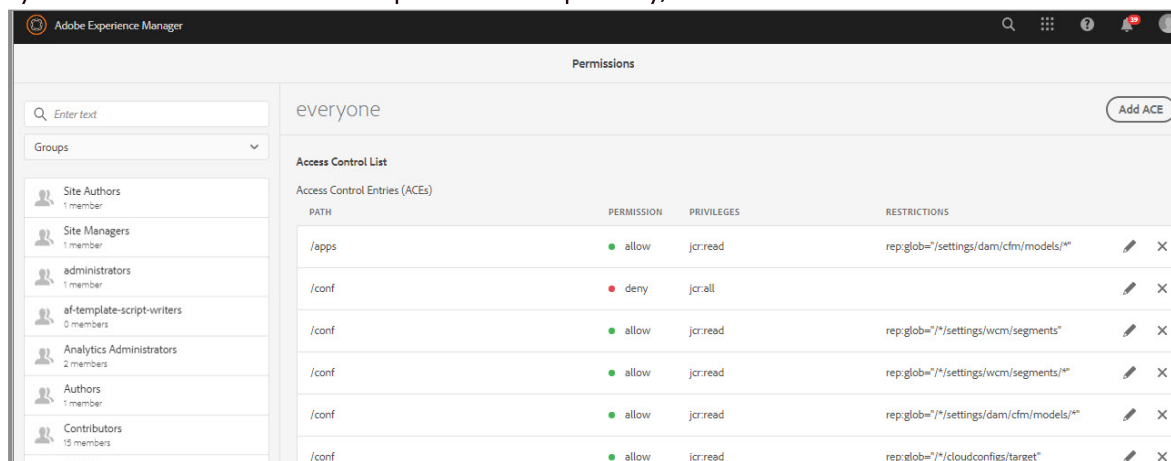 Adobe Experience Manager
39
Permissions
Enter text
Groups
Site Authors
1 member
Site Managers
1 member
administrators
1 member
af-template-script-writers
0 members
Analytics Administrators
2 members
Authors
1 member
Contributors
15 members
everyone
Add ACE
Access Control List
Access Control Entries (ACEs)
PATH PERMISSION PRIVILEGES RESTRICTIONS
/apps allow jcr:read rep:glob="/settings/dam/cfm/models/*"
/conf deny jcr:all
/conf allow jcr:read rep:glob="/*/settings/wcm/segments"
/conf allow jcr:read rep:glob="/*/settings/wcm/segments/*"
/conf allow jcr:read rep:glob="/*/settings/dam/cfm/models/*"
/conf allow jcr:read rep:glob="/*/cloudconfigs/target"